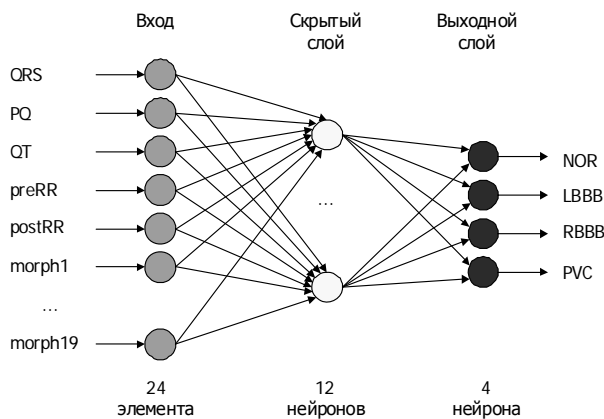 Вход
Скрытый
слой
Выходной
слой
QRS
PQ
QT
preRR
postRR
morph1
...
morph19
...
NOR
LBBB
RBBB
PVC
24
элемента
12
нейронов
4
нейрона